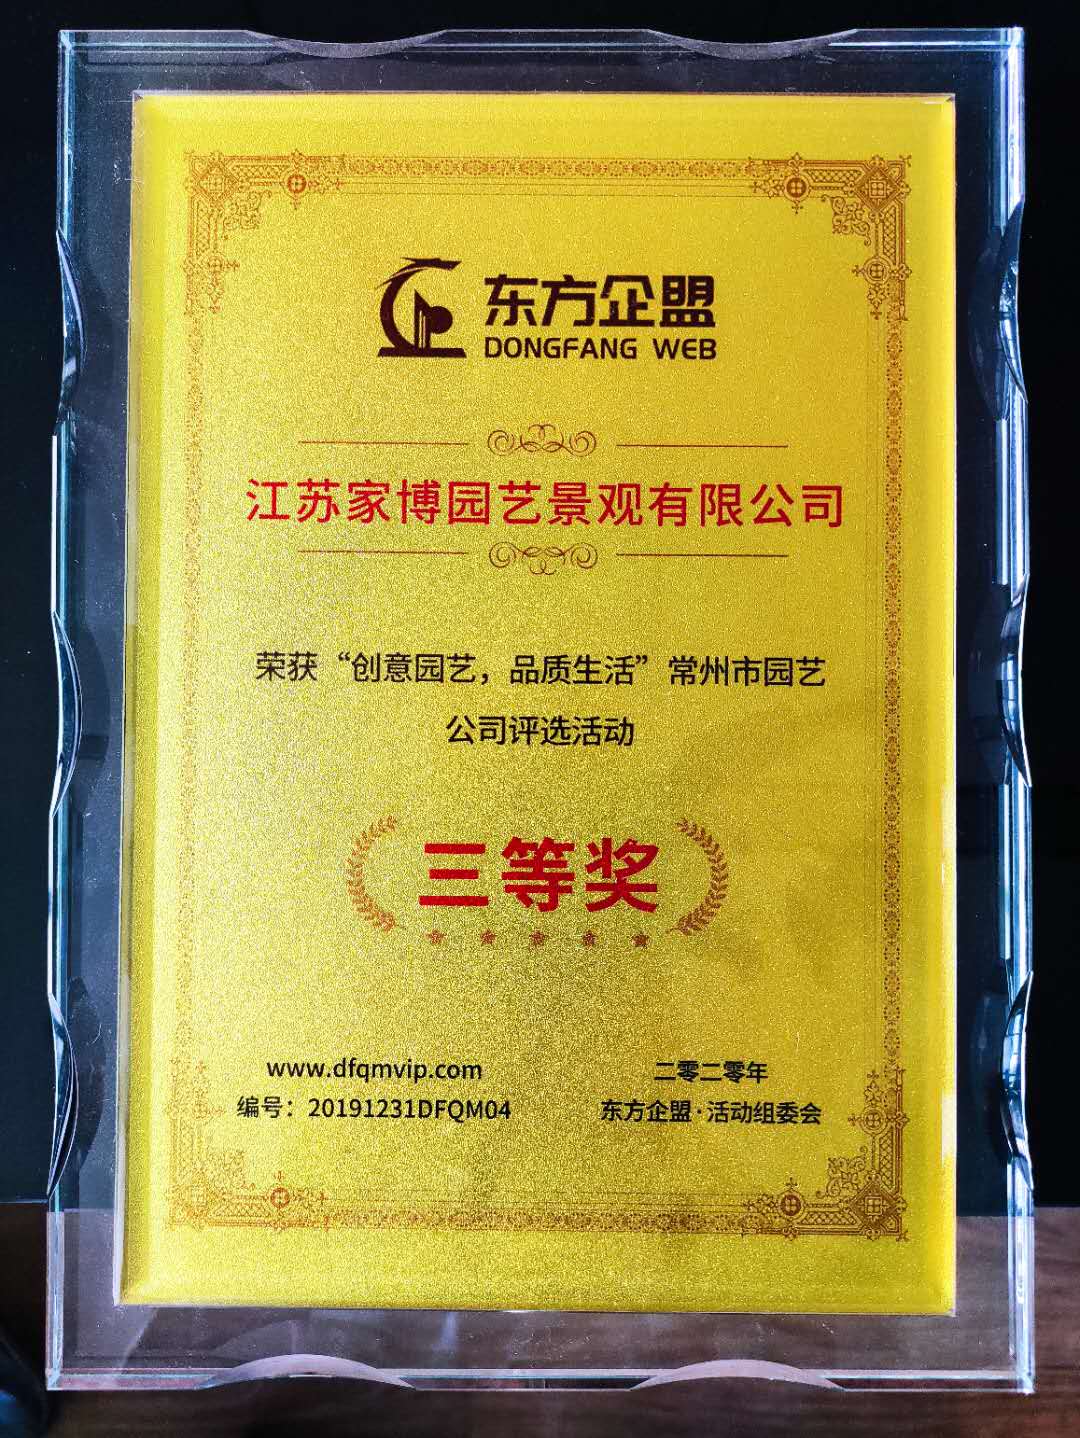 东方企盟
DONGFANG WEB
江苏家博园艺景观有限公司
荣获“创意园艺，品质生活”常州市园艺
公司评选活动
三等奖
www.dfqmvip.com
编号：20191231DFQM04
二零二零年
东方企盟·活动组委会